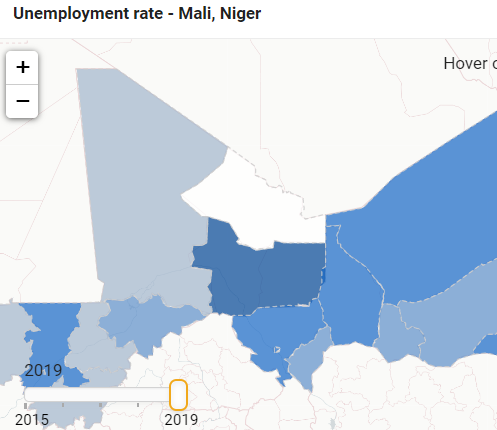 Unemployment rate - Mali, Niger
+
Hover
−
2019
2015
2019